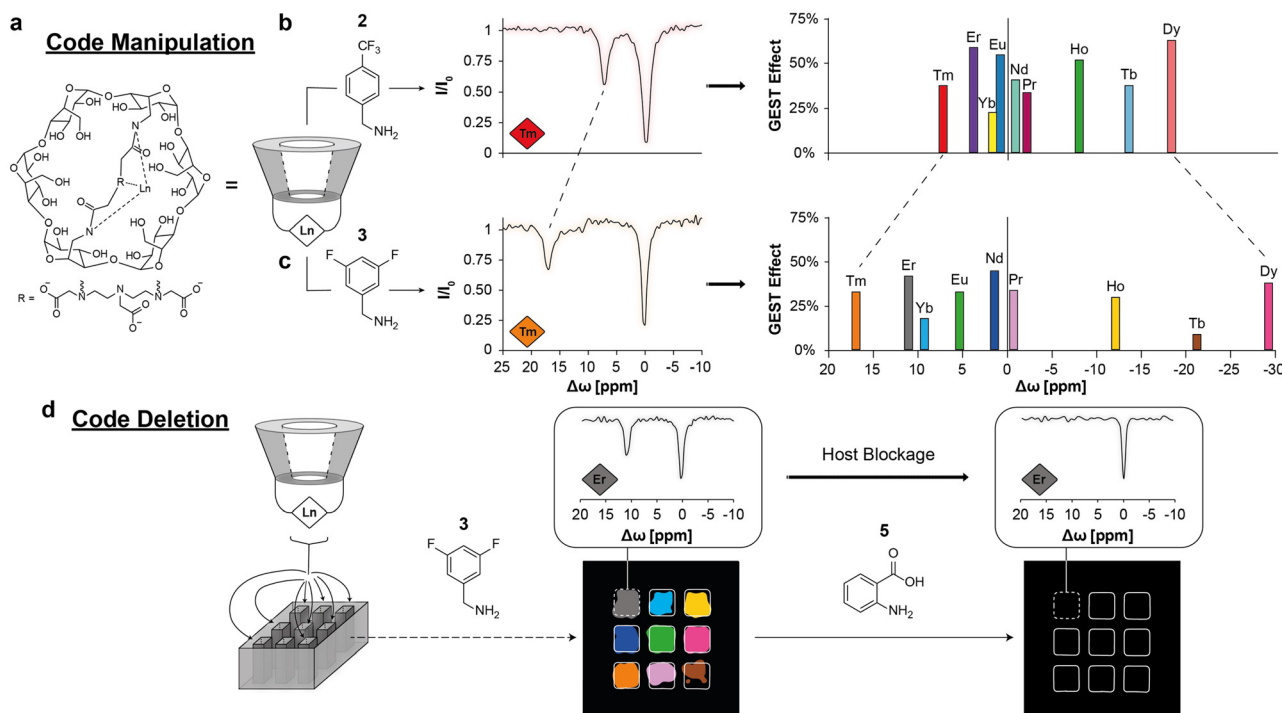 a
Code Manipulation
HO
OH
N
O
R
Ln
R =
O
O⁻
N
=
Ln
b
2
CF3
NH2
I/I0
1
0.75
0.5
0.25
0
Tm
GEST Effect
75%
50%
25%
0%
Tm
Er
Yb
Eu
Nd
Pr
Ho
Tb
Dy
c
3
F
F
NH2
I/I0
1
0.75
0.5
0.25
0
Tm
25 20 15 10 5 0 -5 -10
Δω [ppm]
GEST Effect
75%
50%
25%
0%
Tm
Er
Yb
Eu
Nd
Pr
Ho
Tb
Dy
20 15 10 5 0 -5 -10 -15 -20 -25 -30
Δω [ppm]
d
Code Deletion
Ln
3
F
F
NH2
Er
20 15 10 5 0 -5 -10
Δω [ppm]
Host Blockage
5
O
OH
NH2
Er
20 15 10 5 0 -5 -10
Δω [ppm]